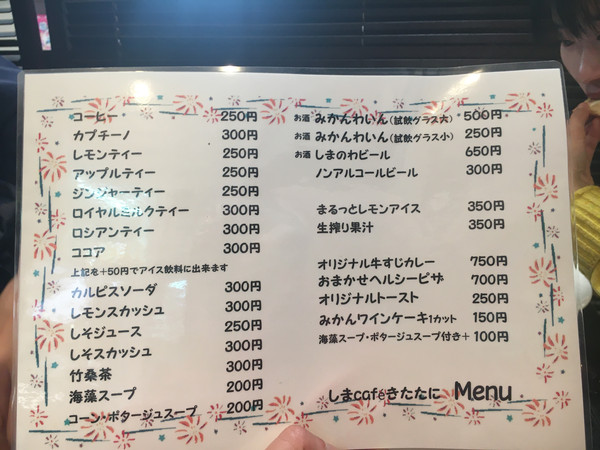 コーヒー 250円
カプチーノ 300円
レモンティー 250円
アップルティー 250円
ジンジャーティー 250円
ロイヤルミルクティー 300円
ロシアンティー 300円
ココア 300円
上記を+50円でアイス飲料に出来ます
カルピスソーダ 300円
レモンスカッシュ 300円
しそジュース 250円
しそスカッシュ 300円
竹桑茶 300円
海藻スープ 200円
コーン・ポタージュスープ 200円
お酒 みかんわいん(試飲グラス大) 500円
お酒 みかんわいん(試飲グラス小) 250円
お酒 しまのわビール 650円
ノンアルコールビール 300円
まるっとレモンアイス 350円
生搾り果汁 350円
オリジナル牛すじカレー 750円
おまかせヘルシーピザ 700円
オリジナルトースト 250円
みかんワインケーキ1カット 150円
海藻スープ・ポタージュスープ付き+100円
しまcaféきたたに Menu